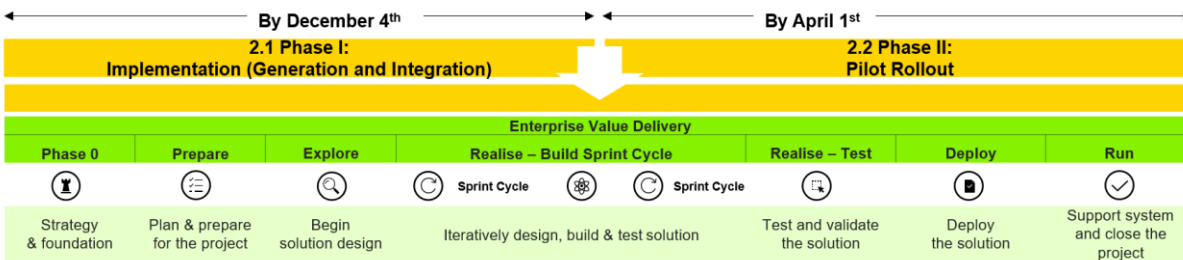 By December 4th
By April 1st
2.1 Phase I:
Implementation (Generation and Integration)
2.2 Phase II:
Pilot Rollout
Enterprise Value Delivery
Phase 0
Prepare
Explore
Realise – Build Sprint Cycle
Realise – Test
Deploy
Run
Sprint Cycle
Sprint Cycle
Strategy
& foundation
Plan & prepare
for the project
Begin
solution design
Iteratively design, build & test solution
Test and validate
the solution
Deploy
the solution
Support system
and close the
project